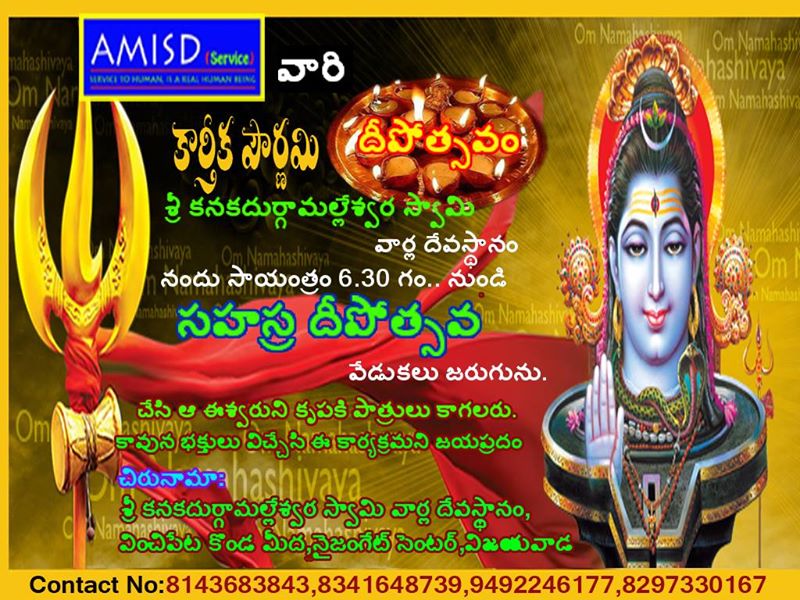 AMISD (Service)
SERVICE TO HUMAN, IS A REAL HUMAN BEING
వారి
కార్తీక పౌర్ణమి
దీపోత్సవం
శ్రీ కనకదుర్గామల్లేశ్వర స్వామి
వార్ల దేవస్థానం
నందు సాయంత్రం 6.30 గం.. నుండి
సహస్ర దీపోత్సవ
వేడుకలు జరుగును.
చేసి ఆ ఈశ్వరుని కృపకి పాత్రులు కాగలరు.
కావున భక్తులు విచ్చేసి ఈ కార్యక్రమని జయప్రదం
చిరునామా:
శ్రీ కనకదుర్గామల్లేశ్వర స్వామి వార్ల దేవస్థానం,
వించిపేట కొండ మీద,నైజంగేట్ సెంటర్,విజయవాడ
Contact No:8143683843,8341648739,9492246177,8297330167
Om Namahashivaya